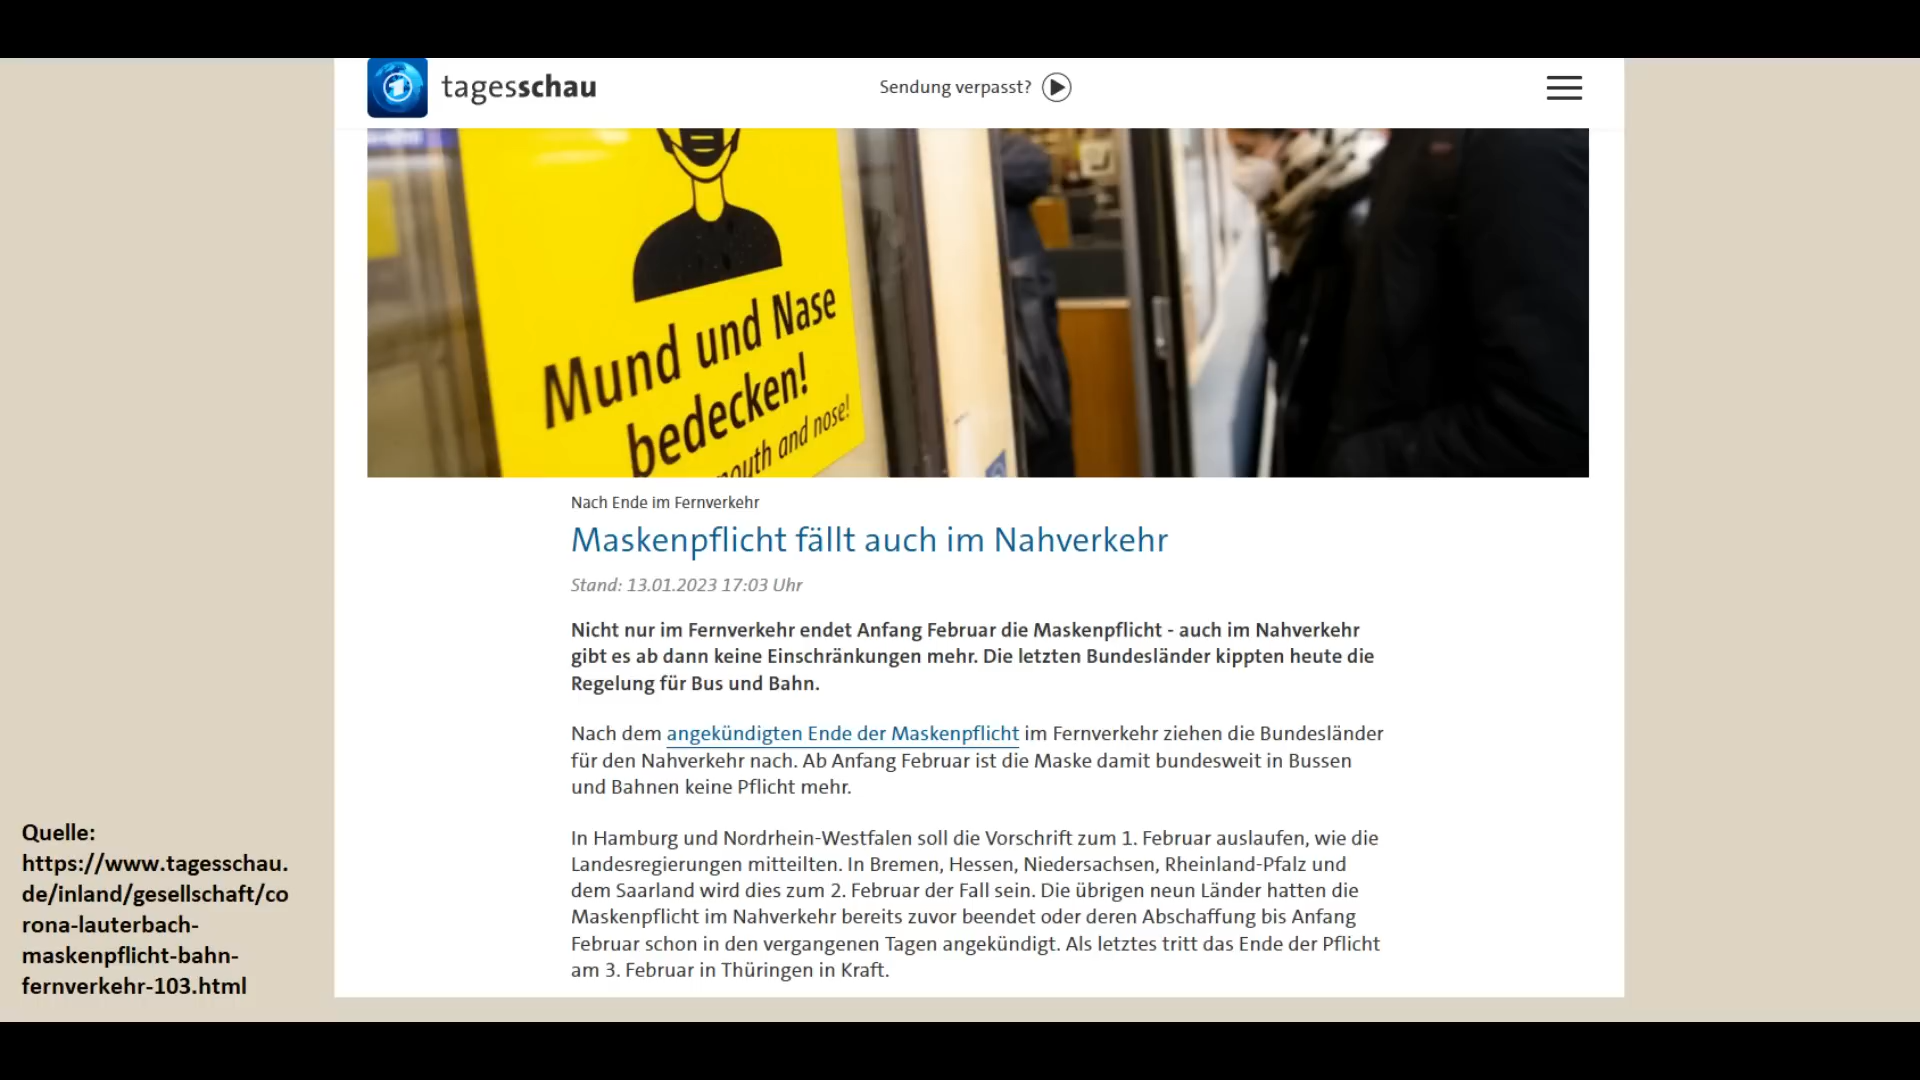 tagesschau
Sendung verpasst?
Mund und Nase
bedecken!
mouth and nose!
Nach Ende im Fernverkehr
Maskenpflicht fällt auch im Nahverkehr
Stand: 13.01.2023 17:03 Uhr
Nicht nur im Fernverkehr endet Anfang Februar die Maskenpflicht - auch im Nahverkehr
gibt es ab dann keine Einschränkungen mehr. Die letzten Bundesländer kippten heute die
Regelung für Bus und Bahn.
Nach dem angekündigten Ende der Maskenpflicht im Fernverkehr ziehen die Bundesländer
für den Nahverkehr nach. Ab Anfang Februar ist die Maske damit bundesweit in Bussen
und Bahnen keine Pflicht mehr.
In Hamburg und Nordrhein-Westfalen soll die Vorschrift zum 1. Februar auslaufen, wie die
Landesregierungen mitteilten. In Bremen, Hessen, Niedersachsen, Rheinland-Pfalz und
dem Saarland wird dies zum 2. Februar der Fall sein. Die übrigen neun Länder hatten die
Maskenpflicht im Nahverkehr bereits zuvor beendet oder deren Abschaffung bis Anfang
Februar schon in den vergangenen Tagen angekündigt. Als letztes tritt das Ende der Pflicht
am 3. Februar in Thüringen in Kraft.
Quelle:
https://www.tagesschau.
de/inland/gesellschaft/co
rona-lauterbach-
maskenpflicht-bahn-
fernverkehr-103.html